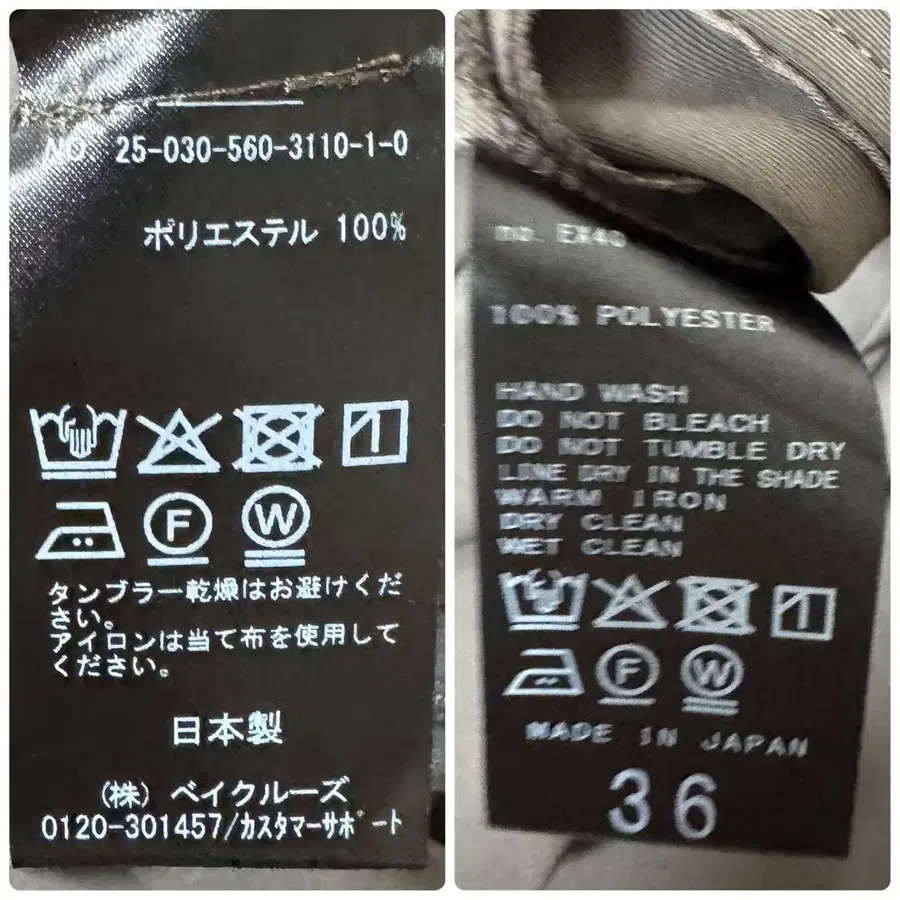 NO 25-030-560-3110-1-0
ポリエステル 100%
F W
タンブラー乾燥はお避けくだ
さい。
アイロンは当て布を使用して
ください。
日本製
(株) ベイクルーズ
0120-301457/カスタマーサポート
no. EX40
100% POLYESTER
HAND WASH
DO NOT BLEACH
DO NOT TUMBLE DRY
LINE DRY IN THE SHADE
WARM IRON
DRY CLEAN
WET CLEAN
F W
MADE IN JAPAN
36